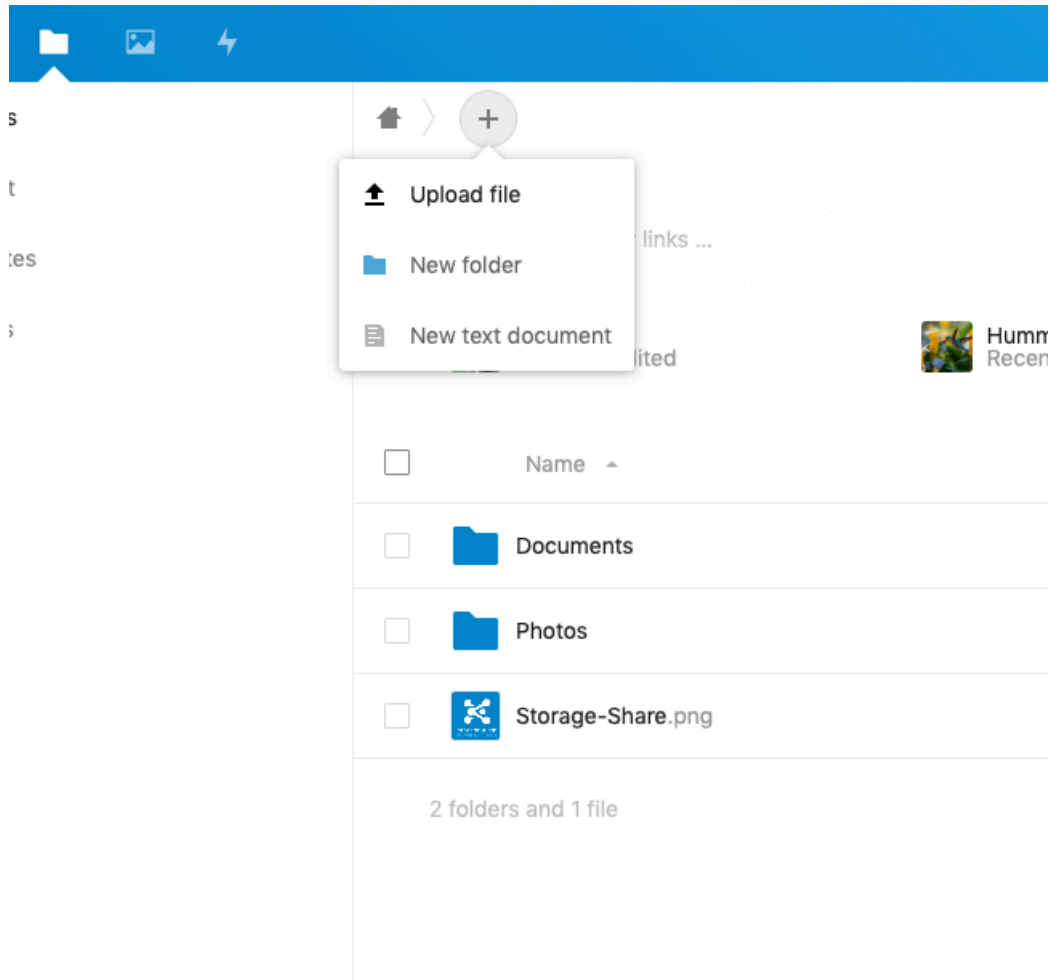 s
t
Upload file
links ...
tes
New folder
s
New text document
Humm
lited
Recen
Name
Documents
Photos
Storage-Share.png
2 folders and 1 file